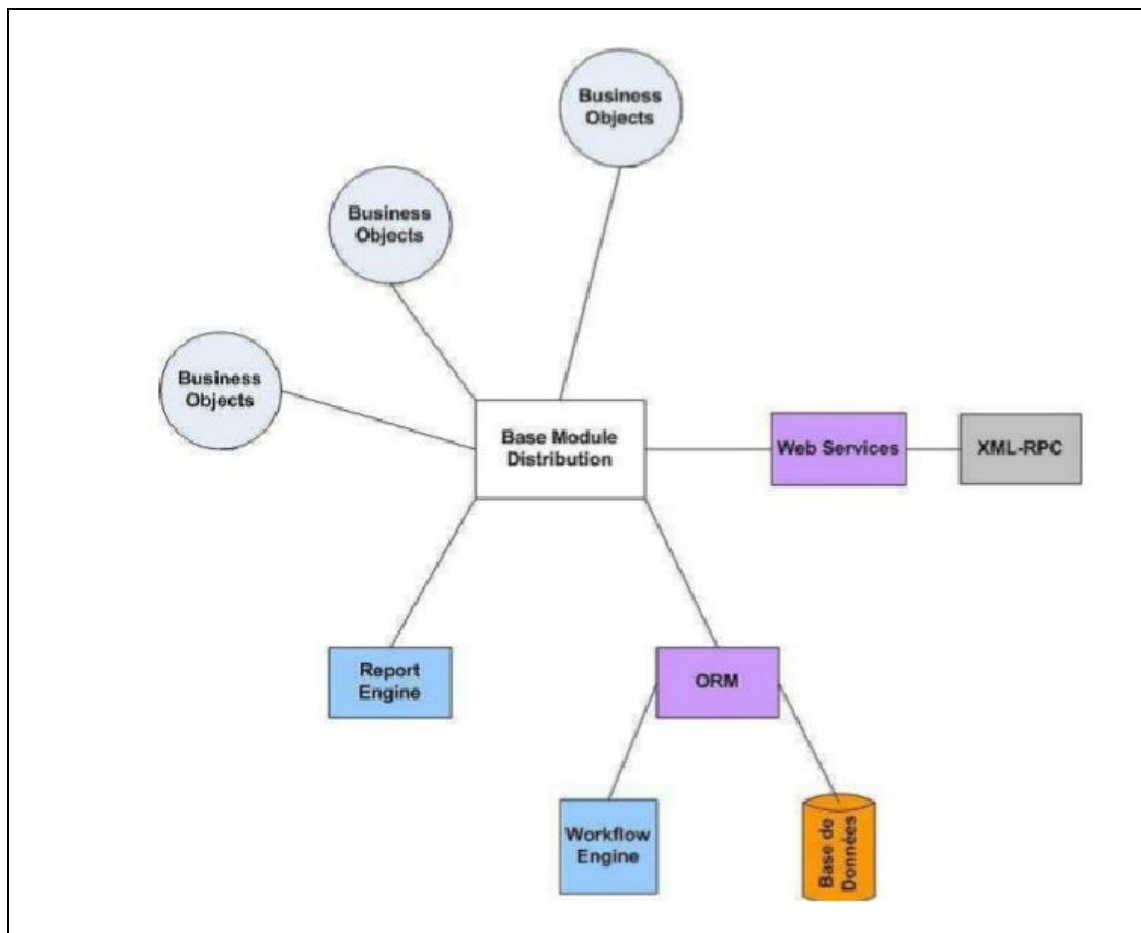 Business
Objects
Business
Objects
Business
Objects
Base Module
Distribution
Web Services
XML-RPC
Report
Engine
ORM
Workflow
Engine
Base de
Données